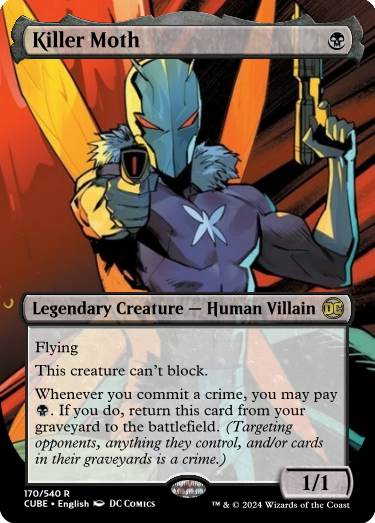 Killer Moth
Legendary Creature — Human Villain
DC
Flying
This creature can't block.
Whenever you commit a crime, you may pay
. If you do, return this card from your
graveyard to the battlefield. (Targeting
opponents, anything they control, and/or cards
in their graveyards is a crime.)
1/1
170/540 R
CUBE • English DC COMICS
™ & © 2024 Wizards of the Coast